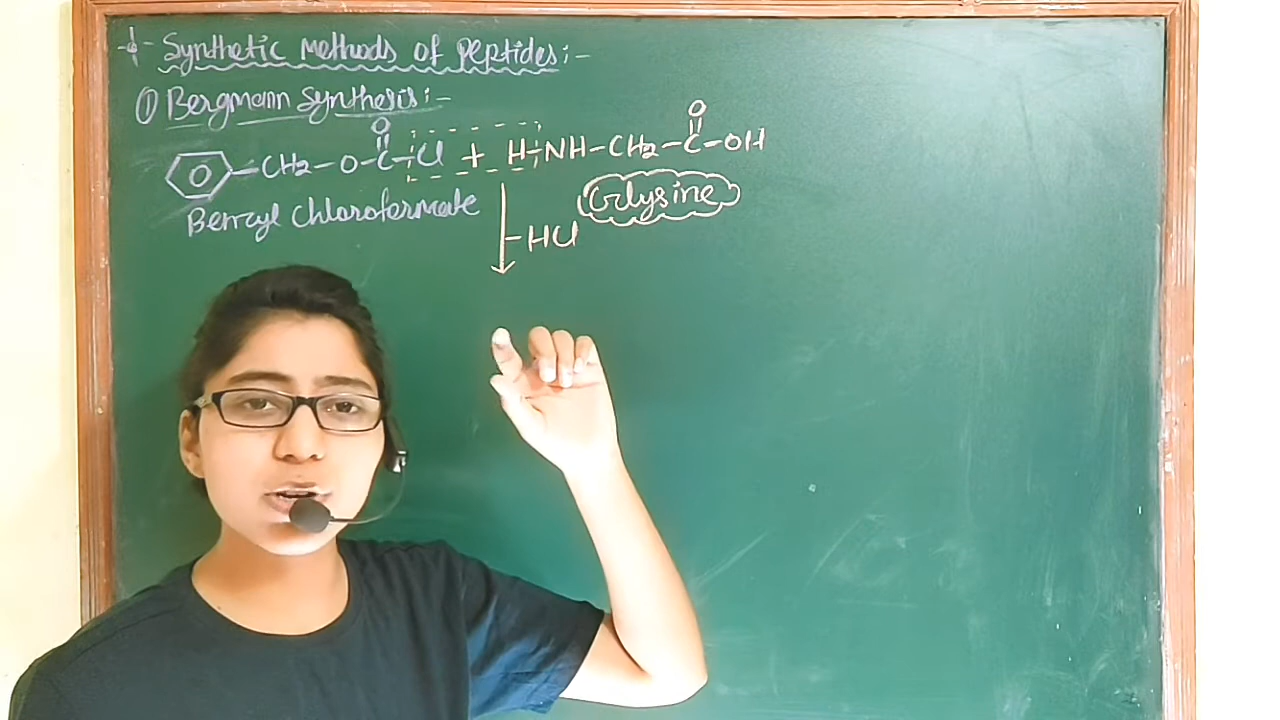 Synthetic Methods of Peptides:-
① Bergmann Synthesis:-
O O
CH2-O-C-Cl + H-NH-CH2-C-OH
Benzyl Chloroformate Glysine
-HCl